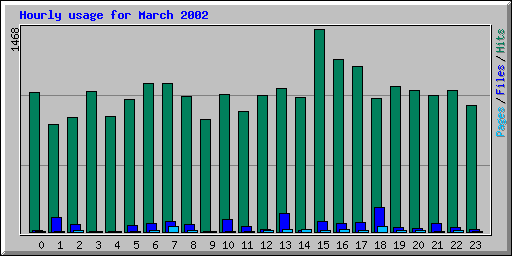 Hourly usage for March 2002
1468
Pages/Files/Hits
0 1 2 3 4 5 6 7 8 9 10 11 12 13 14 15 16 17 18 19 20 21 22 23